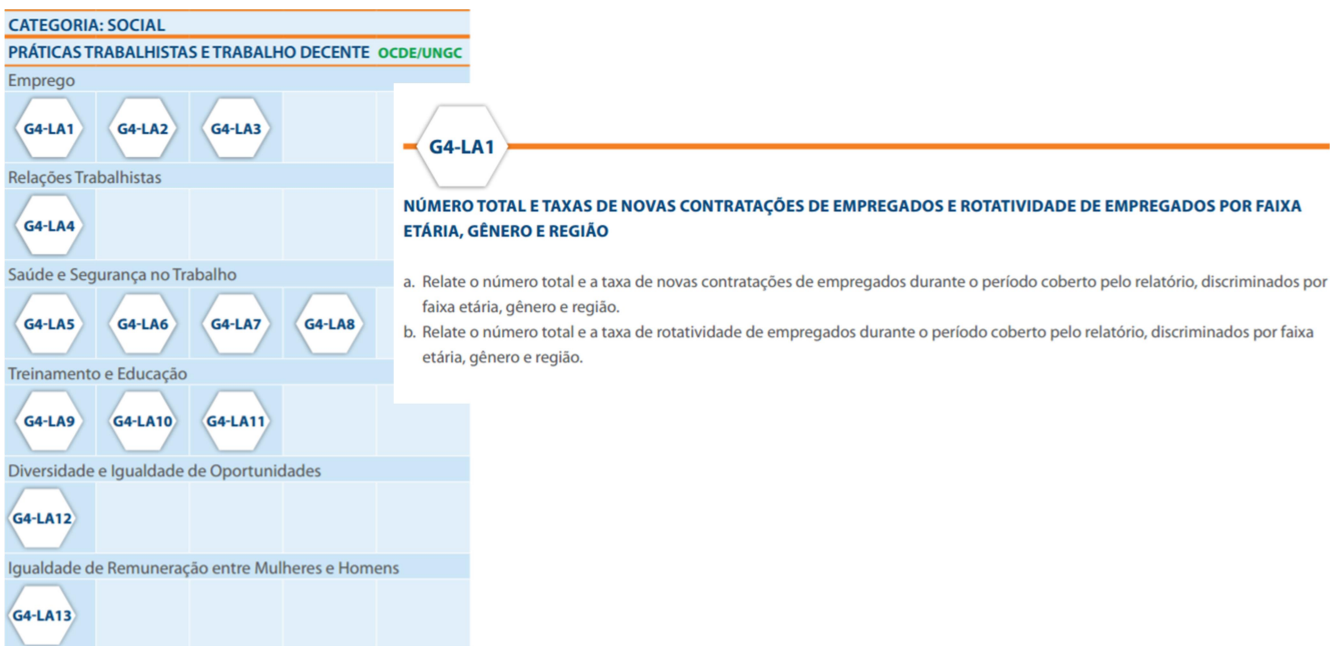 CATEGORIA: SOCIAL
PRÁTICAS TRABALHISTAS E TRABALHO DECENTE OCDE/UNGC
Emprego
G4-LA1 G4-LA2 G4-LA3
Relações Trabalhistas
G4-LA4
Saúde e Segurança no Trabalho
G4-LA5 G4-LA6 G4-LA7 G4-LA8
Treinamento e Educação
G4-LA9 G4-LA10 G4-LA11
Diversidade e Igualdade de Oportunidades
G4-LA12
Igualdade de Remuneração entre Mulheres e Homens
G4-LA13
G4-LA1
NÚMERO TOTAL E TAXAS DE NOVAS CONTRATAÇÕES DE EMPREGADOS E ROTATIVIDADE DE EMPREGADOS POR FAIXA
ETÁRIA, GÊNERO E REGIÃO
a. Relate o número total e a taxa de novas contratações de empregados durante o período coberto pelo relatório, discriminados por
faixa etária, gênero e região.
b. Relate o número total e a taxa de rotatividade de empregados durante o período coberto pelo relatório, discriminados por faixa
etária, gênero e região.